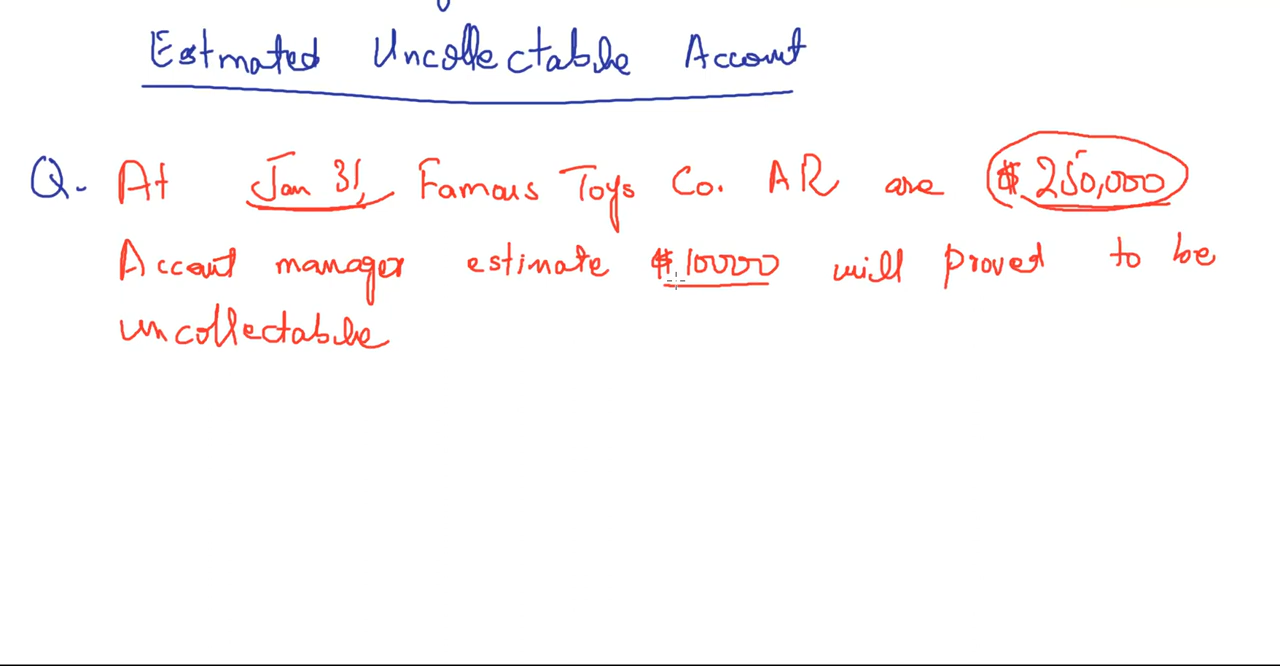 Estmated Uncollectable Account
Q. At Jan 31, Famous Toys Co. AR are $250,000
Account manager estimate $10000 will proved to be
uncollectable